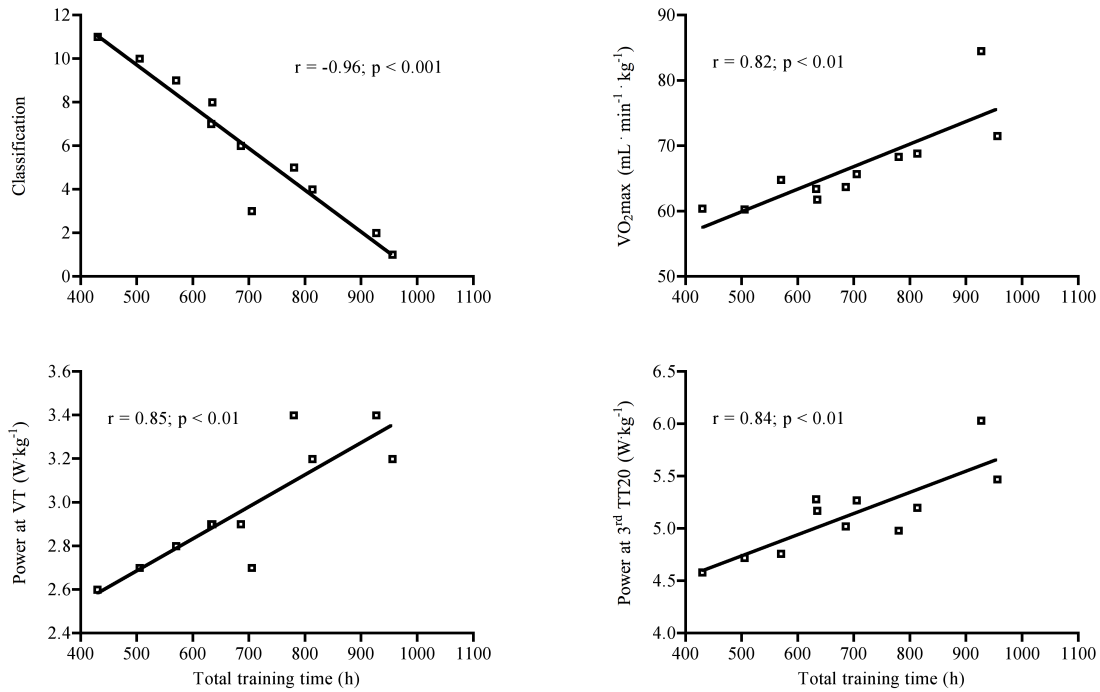 12
10
8
6
4
2
0
Classification
r = -0.96; p < 0.001
400 500 600 700 800 900 1000 1100
90
80
70
60
50
VO₂max (mL · min⁻¹ · kg⁻¹)
r = 0.82; p < 0.01
400 500 600 700 800 900 1000 1100
3.6
3.4
3.2
3.0
2.8
2.6
2.4
Power at VT (W·kg⁻¹)
r = 0.85; p < 0.01
400 500 600 700 800 900 1000 1100
Total training time (h)
6.5
6.0
5.5
5.0
4.5
4.0
Power at 3ʳᵈ TT20 (W·kg⁻¹)
r = 0.84; p < 0.01
400 500 600 700 800 900 1000 1100
Total training time (h)